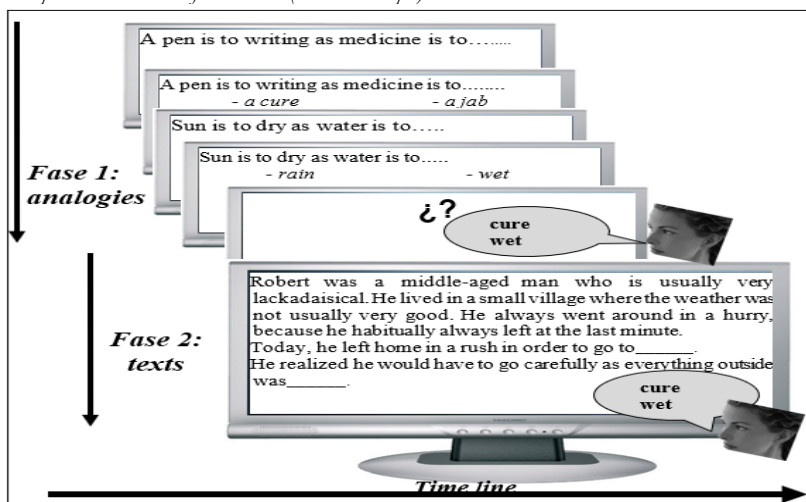 A pen is to writing as medicine is to….....
A pen is to writing as medicine is to........
- a cure - a jab
Sun is to dry as water is to…..
Sun is to dry as water is to.....
- rain - wet
Fase 1:
analogies
¿?
cure
wet
Robert was a middle-aged man who is usually very
lackadaisical. He lived in a small village where the weather was
not usually very good. He always went around in a hurry,
because he habitually always left at the last minute.
Today, he left home in a rush in order to go to______.
He realized he would have to go carefully as everything outside
was______.
Fase 2:
texts
cure
wet
Time line